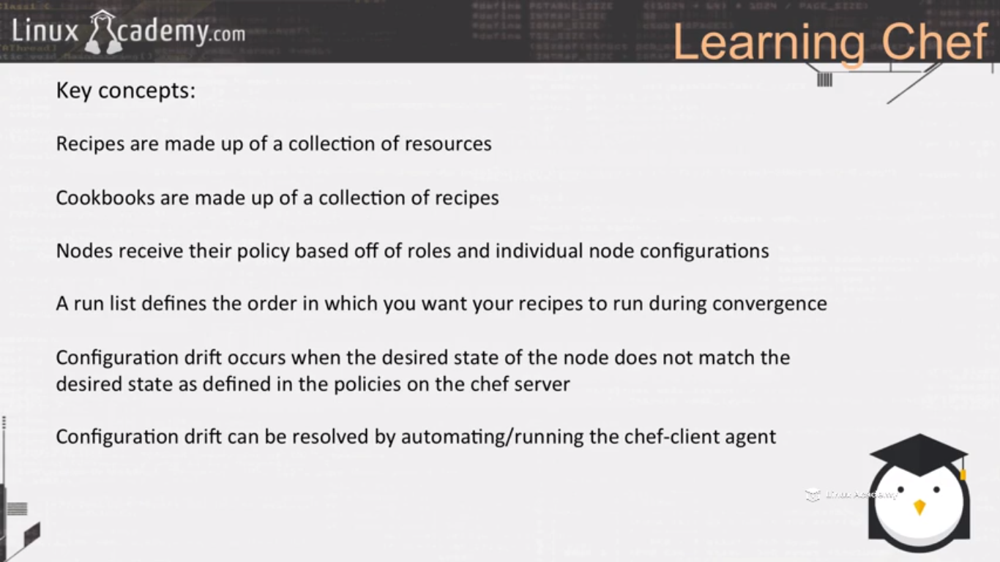 Linux Academy.com
Learning Chef
Key concepts:
Recipes are made up of a collection of resources
Cookbooks are made up of a collection of recipes
Nodes receive their policy based off of roles and individual node configurations
A run list defines the order in which you want your recipes to run during convergence
Configuration drift occurs when the desired state of the node does not match the
desired state as defined in the policies on the chef server
Configuration drift can be resolved by automating/running the chef-client agent
Linux Academy